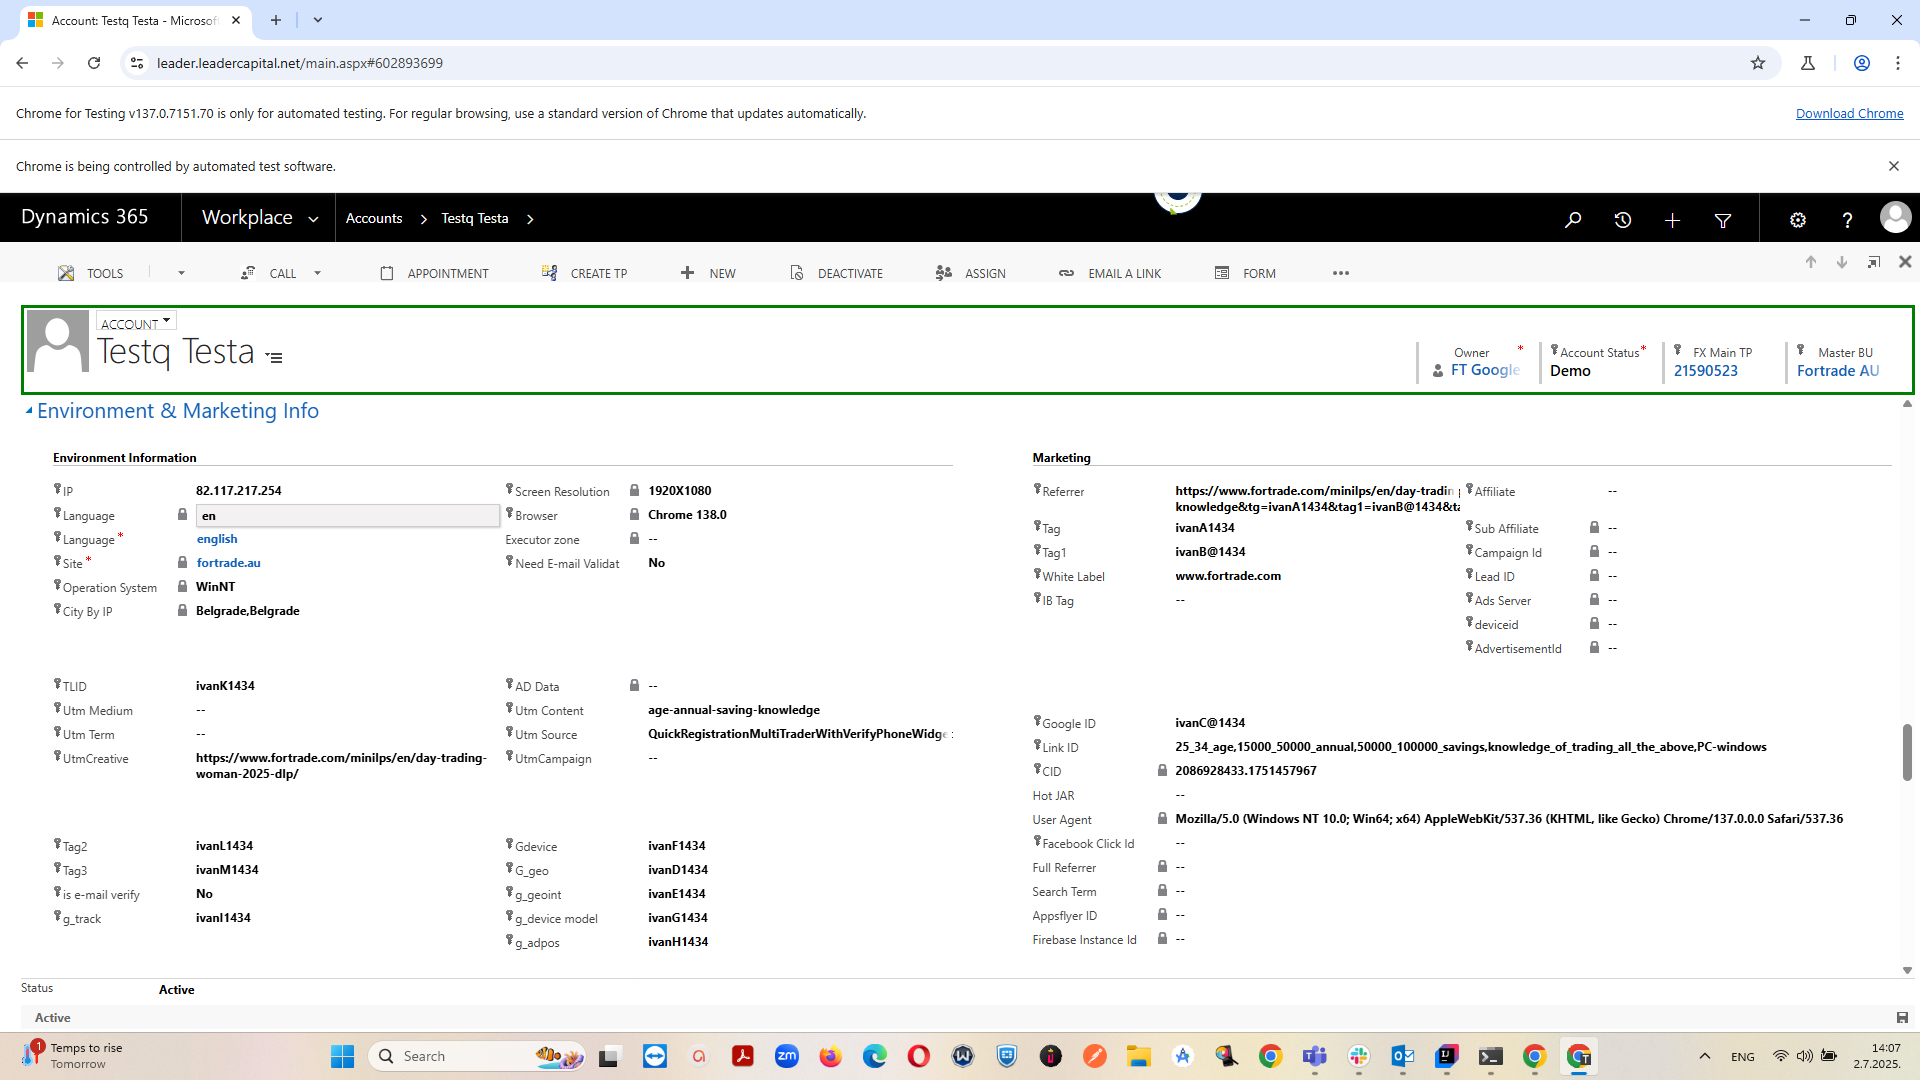 Account: Testq Testa - Microsof
leader.leadercapital.net/main.aspx#602893699
Chrome for Testing v137.0.7151.70 is only for automated testing. For regular browsing, use a standard version of Chrome that updates automatically.
Download Chrome
Chrome is being controlled by automated test software.
Dynamics 365
Workplace
Accounts
Testq Testa
TOOLS
CALL
APPOINTMENT
CREATE TP
NEW
DEACTIVATE
ASSIGN
EMAIL A LINK
FORM
ACCOUNT
Testq Testa
Owner *
FT Google
Account Status *
Demo
FX Main TP
21590523
Master BU
Fortrade AU
Environment & Marketing Info
Environment Information
IP 82.117.217.254
Language en
Language * english
Site * fortrade.au
Operation System WinNT
City By IP Belgrade,Belgrade
Screen Resolution 1920X1080
Browser Chrome 138.0
Executor zone --
Need E-mail Validat No
TLID ivanK1434
Utm Medium --
Utm Term --
UtmCreative https://www.fortrade.com/minilps/en/day-trading-
woman-2025-dlp/
AD Data --
Utm Content age-annual-saving-knowledge
Utm Source QuickRegistrationMultiTraderWithVerifyPhoneWidge
UtmCampaign --
Tag2 ivanL1434
Tag3 ivanM1434
is e-mail verify No
g_track ivanI1434
Gdevice ivanF1434
G_geo ivanD1434
g_geoint ivanE1434
g_device model ivanG1434
g_adpos ivanH1434
Marketing
Referrer https://www.fortrade.com/minilps/en/day-tradin
knowledge&tg=ivanA1434&tag1=ivanB@1434&ta
Tag ivanA1434
Tag1 ivanB@1434
White Label www.fortrade.com
IB Tag --
Affiliate --
Sub Affiliate --
Campaign Id --
Lead ID --
Ads Server --
deviceid --
AdvertisementId --
Google ID ivanC@1434
Link ID 25_34_age,15000_50000_annual,50000_100000_savings,knowledge_of_trading_all_the_above,PC-windows
CID 2086928433.1751457967
Hot JAR --
User Agent Mozilla/5.0 (Windows NT 10.0; Win64; x64) AppleWebKit/537.36 (KHTML, like Gecko) Chrome/137.0.0.0 Safari/537.36
Facebook Click Id --
Full Referrer --
Search Term --
Appsflyer ID --
Firebase Instance Id --
Status Active
Active
1
Temps to rise
Tomorrow
Search
zm
ENG
14:07
2.7.2025.